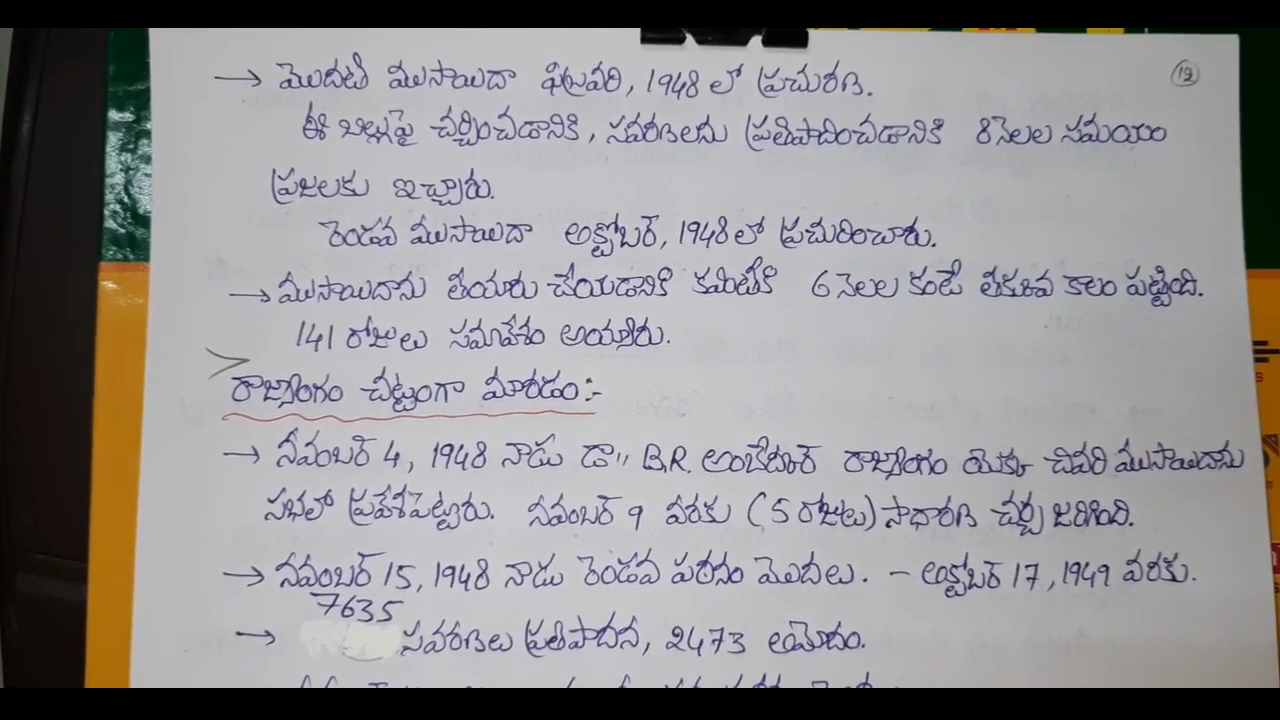 19
→ మొదటి ముసాయిదా ఫిబ్రవరి, 1948 లో ప్రచురణ.
ఈ బిల్లుపై చర్చించడానికి, సవరణలను ప్రతిపాదించడానికి 8 నెలల సమయం
ప్రజలకు ఇచ్చారు.
రెండవ ముసాయిదా అక్టోబర్, 1948 లో ప్రచురించారు.
→ ముసాయిదాను తయారు చేయడానికి కమిటీకి 6 నెలల కంటే తక్కువ కాలం పట్టింది.
141 రోజులు సమావేశం అయ్యారు.
రాజ్యాంగం చట్టంగా మారడం :-
→ నవంబర్ 4, 1948 నాడు డా,, B.R. అంబేద్కర్ రాజ్యాంగం యొక్క చివరి ముసాయిదాను
సభలో ప్రవేశపెట్టారు. నవంబర్ 9 వరకు (5 రోజులు) సాధారణ చర్చ జరిగింది.
→ నవంబర్ 15, 1948 నాడు రెండవ పఠనం మొదలు. – అక్టోబర్ 17, 1949 వరకు.
→ 7635 సవరణలు ప్రతిపాదన, 2473 ఆమోదం.